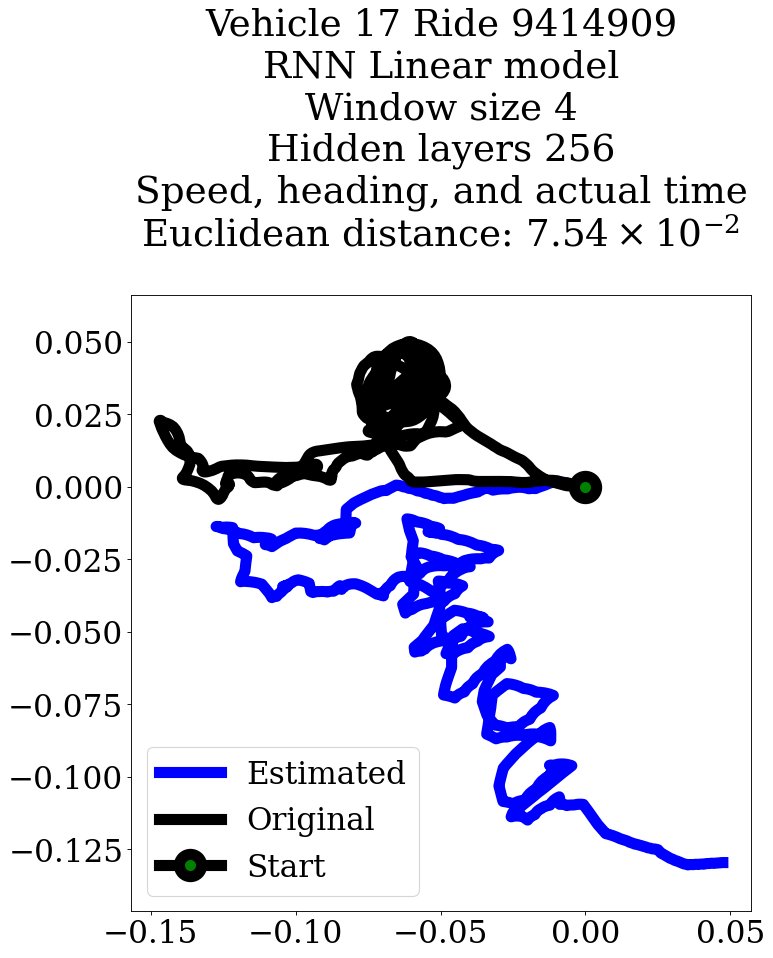 Vehicle 17 Ride 9414909
RNN Linear model
Window size 4
Hidden layers 256
Speed, heading, and actual time
Euclidean distance: 7.54 × 10⁻²
0.050
0.025
0.000
−0.025
−0.050
−0.075
−0.100
−0.125
Estimated
Original
Start
−0.15 −0.10 −0.05 0.00 0.05